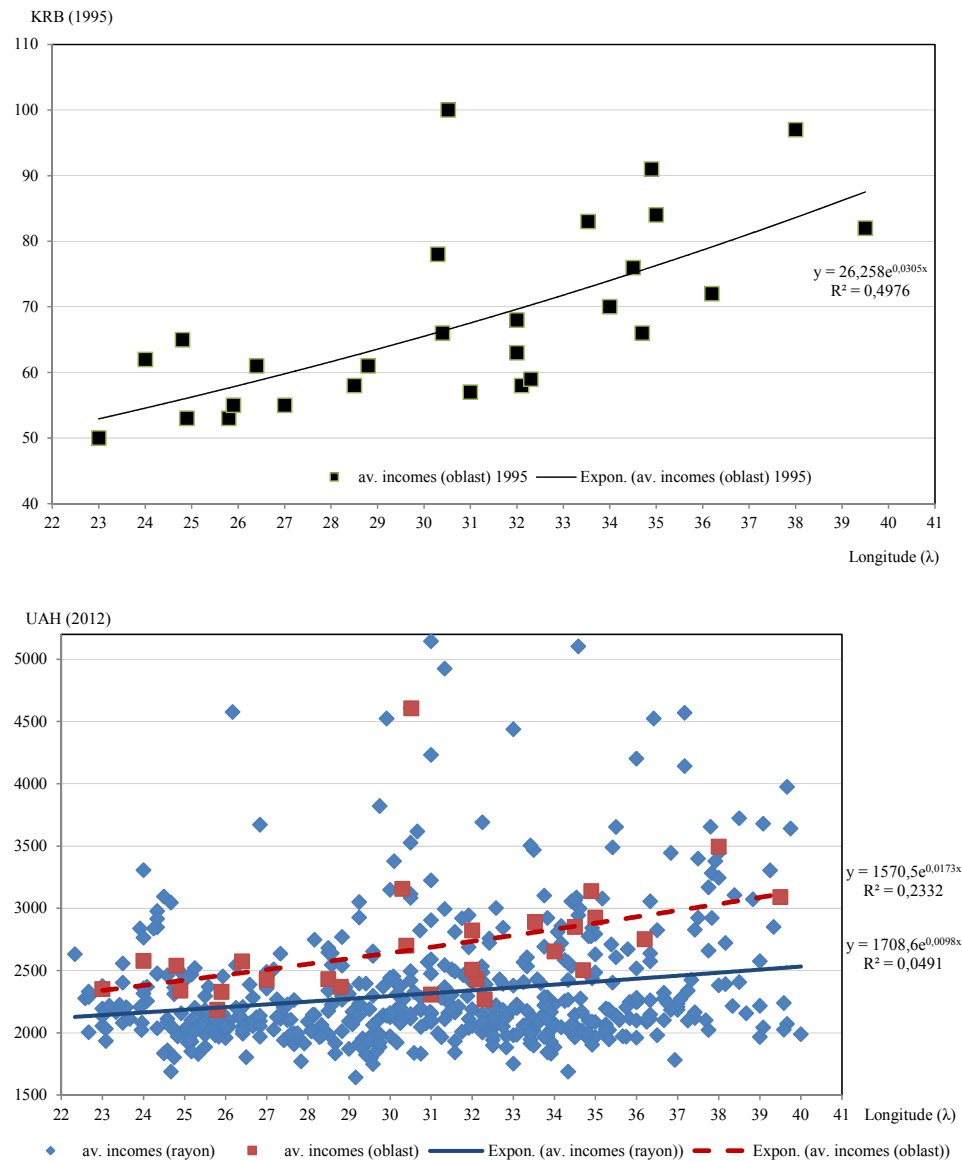 KRB (1995)
110
100
90
80
70
60
50
40
y = 26,258e^0,0305x
R² = 0,4976
av. incomes (oblast) 1995
Expon. (av. incomes (oblast) 1995)
22 23 24 25 26 27 28 29 30 31 32 33 34 35 36 37 38 39 40 41
Longitude (λ)
UAH (2012)
5000
4500
4000
3500
3000
2500
2000
1500
y = 1570,5e^0,0173x
R² = 0,2332
y = 1708,6e^0,0098x
R² = 0,0491
22 23 24 25 26 27 28 29 30 31 32 33 34 35 36 37 38 39 40 41 Longitude (λ)
av. incomes (rayon) av. incomes (oblast) Expon. (av. incomes (rayon)) Expon. (av. incomes (oblast))